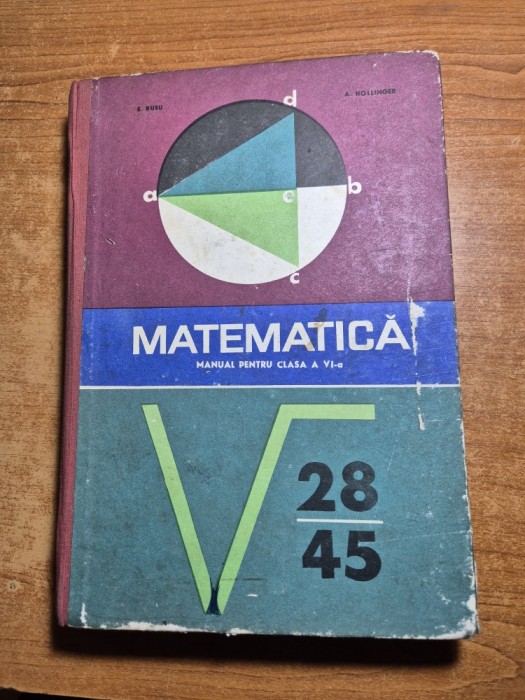 E. RUSU
A. HOLLINGER
d
a
e
b
c
MATEMATICĂ
MANUAL PENTRU CLASA A VI-a
√
28
45